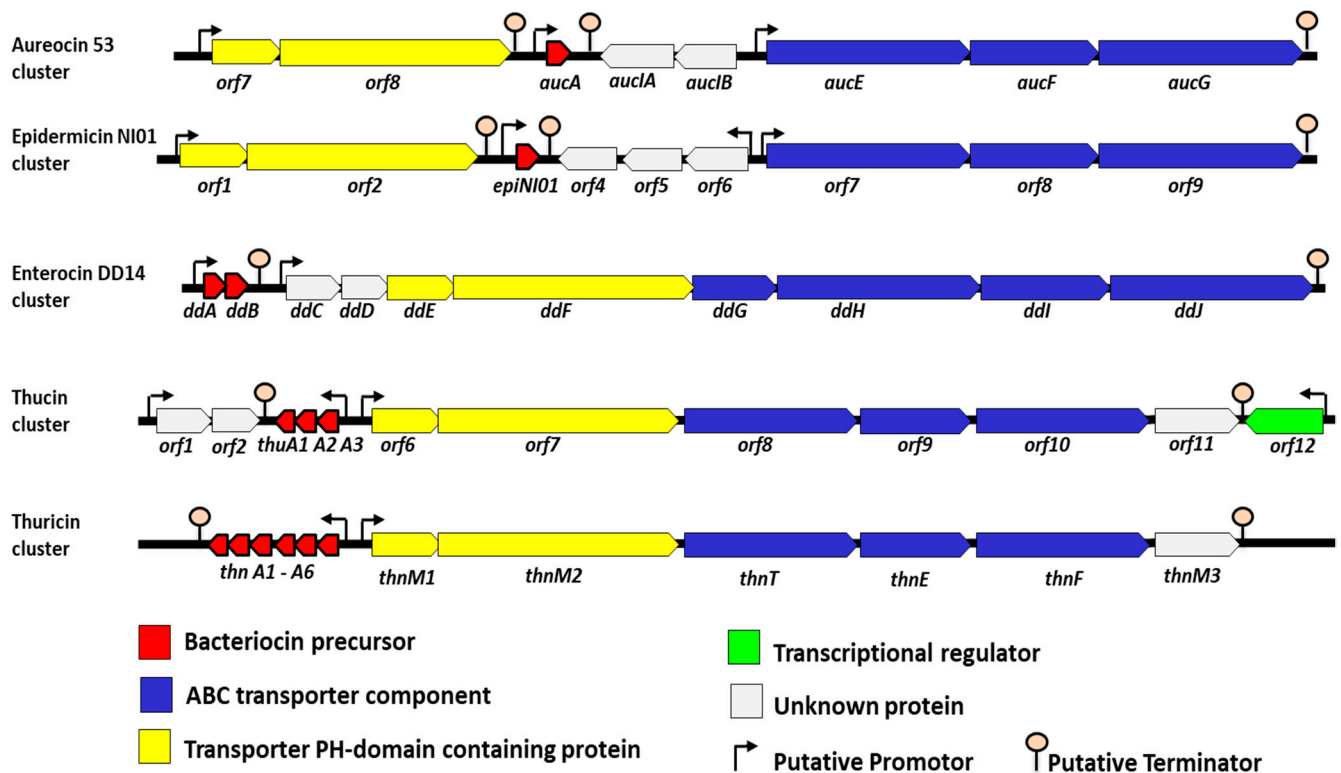 Aureocin 53
cluster
orf7 orf8 aucA aucIA aucIB aucE aucF aucG
Epidermicin NI01
cluster
orf1 orf2 epiNI01 orf4 orf5 orf6 orf7 orf8 orf9
Enterocin DD14
cluster
ddA ddB ddC ddD ddE ddF ddG ddH ddI ddJ
Thucin
cluster
orf1 orf2 thuA1 A2 A3 orf6 orf7 orf8 orf9 orf10 orf11 orf12
Thuricin
cluster
thn A1 - A6 thnM1 thnM2 thnT thnE thnF thnM3
Bacteriocin precursor
ABC transporter component
Transporter PH-domain containing protein
Transcriptional regulator
Unknown protein
Putative Promotor Putative Terminator